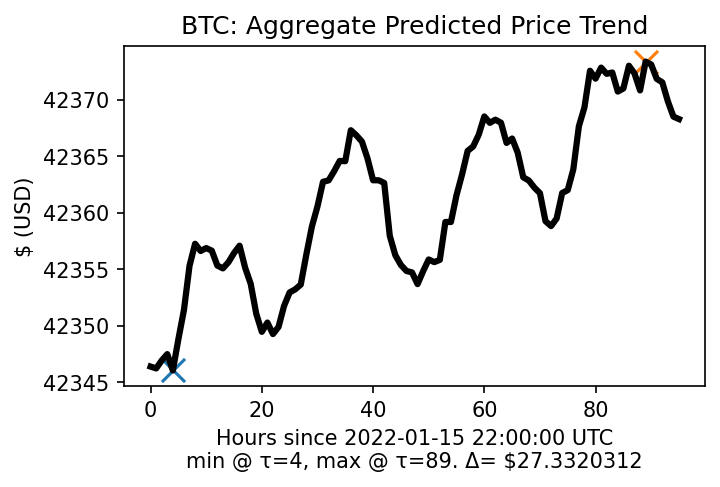 BTC: Aggregate Predicted Price Trend
$ (USD)
42370
42365
42360
42355
42350
42345
0 20 40 60 80
Hours since 2022-01-15 22:00:00 UTC
min @ τ=4, max @ τ=89. Δ= $27.3320312